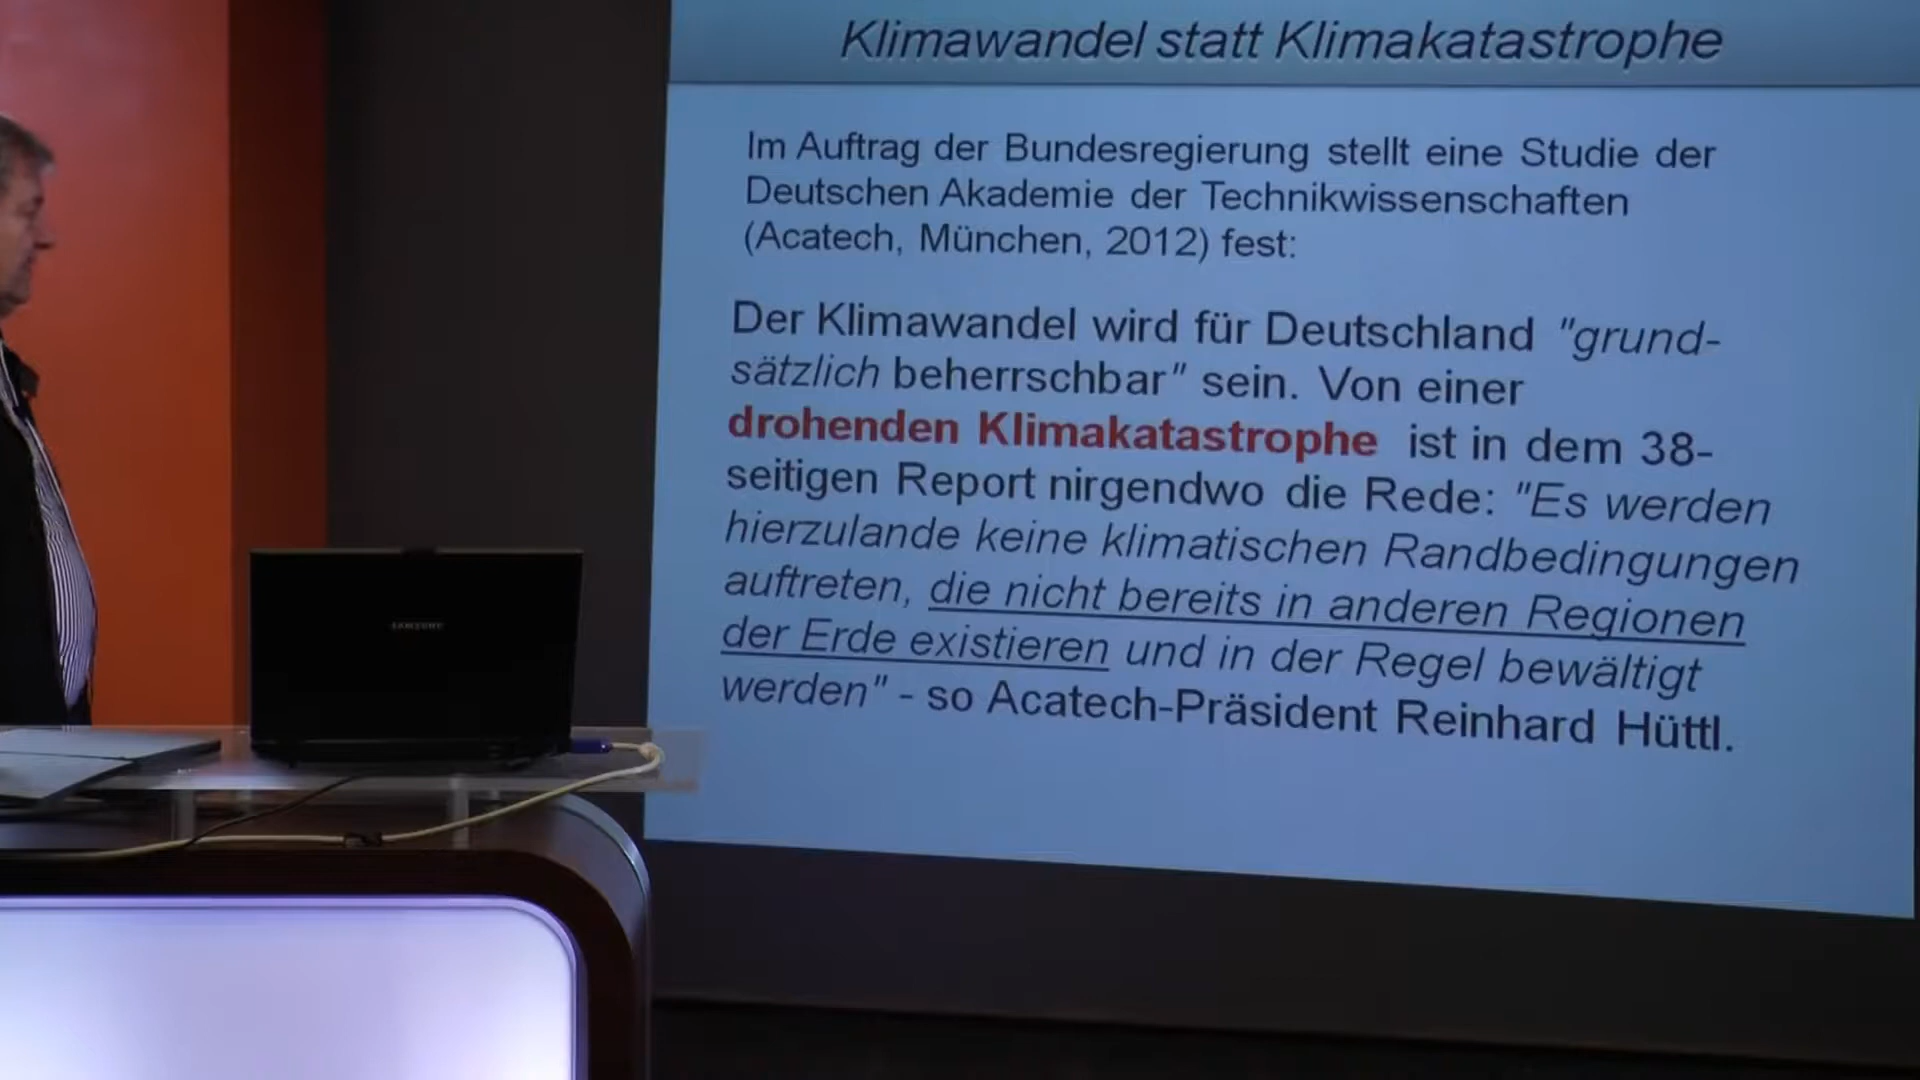 Klimawandel statt Klimakatastrophe
Im Auftrag der Bundesregierung stellt eine Studie der
Deutschen Akademie der Technikwissenschaften
(Acatech, München, 2012) fest:
Der Klimawandel wird für Deutschland "grund-
sätzlich beherrschbar" sein. Von einer
drohenden Klimakatastrophe ist in dem 38-
seitigen Report nirgendwo die Rede: "Es werden
hierzulande keine klimatischen Randbedingungen
auftreten, die nicht bereits in anderen Regionen
der Erde existieren und in der Regel bewältigt
werden" - so Acatech-Präsident Reinhard Hüttl.
SAMSUNG